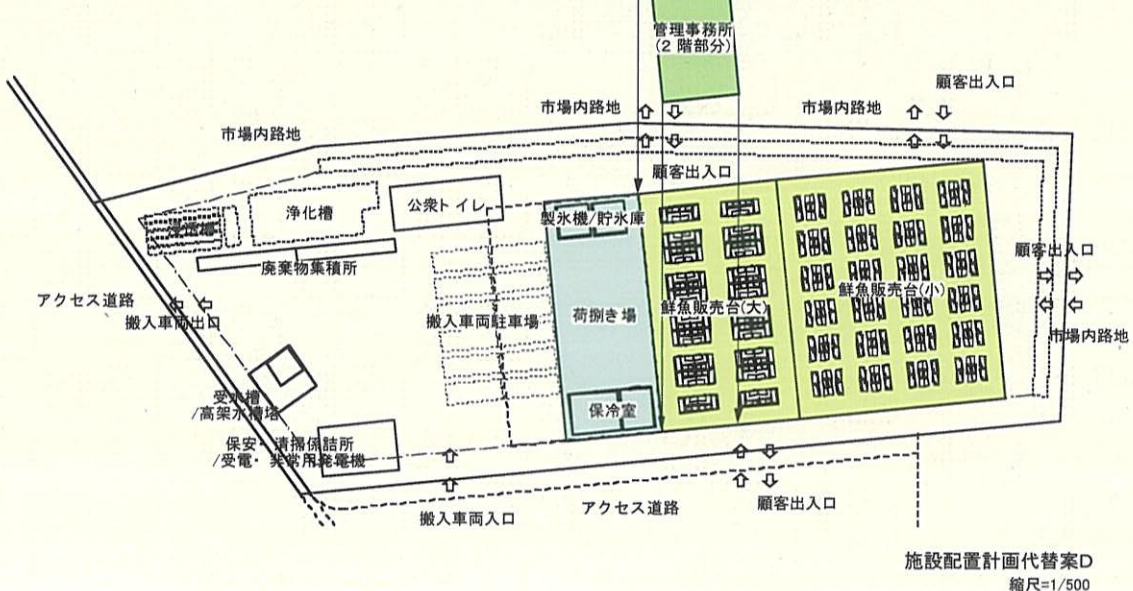 管理事務所
(2 階部分)
顧客出入口
市場内路地
市場内路地
市場内路地
顧客出入口
浄化槽
公衆トイレ
製氷機/貯氷庫
廃棄物集積所
顧客出入口
アクセス道路
搬入車両出口
搬入車両駐車場
荷捌き場
鮮魚販売台(大)
鮮魚販売台(小)
市場内路地
受水槽
/高架水槽塔
保冷室
保安・清掃係詰所
/受電・非常用発電機
搬入車両入口
アクセス道路
顧客出入口
施設配置計画代替案D
縮尺=1/500